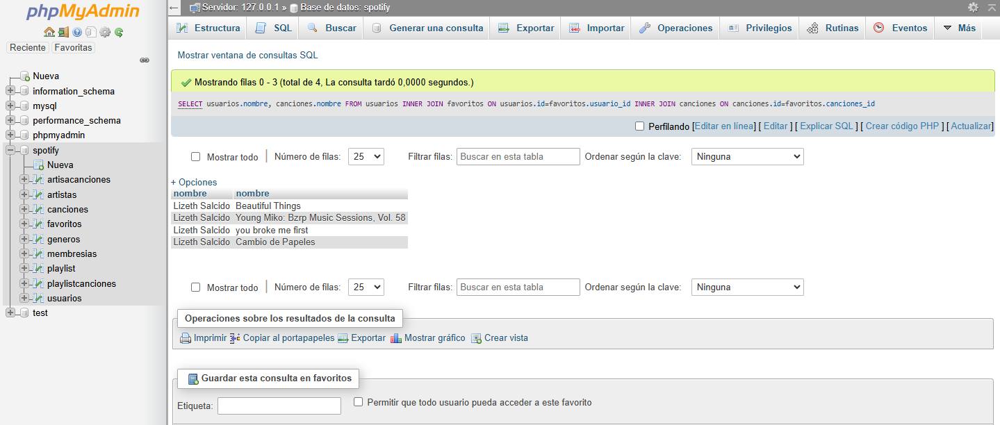 phpMyAdmin
Reciente Favoritas
Nueva
information_schema
mysql
performance_schema
phpmyadmin
spotify
Nueva
artisacanciones
artistas
canciones
favoritos
generos
membresias
playlist
playlistcanciones
usuarios
test
Servidor: 127.0.0.1 » Base de datos: spotify
Estructura SQL Buscar Generar una consulta Exportar Importar Operaciones Privilegios Rutinas Eventos Más
Mostrar ventana de consultas SQL
Mostrando filas 0 - 3 (total de 4, La consulta tardó 0,0000 segundos.)
SELECT usuarios.nombre, canciones.nombre FROM usuarios INNER JOIN favoritos ON usuarios.id=favoritos.usuario_id INNER JOIN canciones ON canciones.id=favoritos.canciones_id
Perfilando [Editar en línea] [ Editar ] [ Explicar SQL ] [ Crear código PHP ] [ Actualizar]
Mostrar todo | Número de filas: 25 Filtrar filas: Buscar en esta tabla Ordenar según la clave: Ninguna
+ Opciones
nombre nombre
Lizeth Salcido Beautiful Things
Lizeth Salcido Young Miko: Bzrp Music Sessions, Vol. 58
Lizeth Salcido you broke me first
Lizeth Salcido Cambio de Papeles
Mostrar todo | Número de filas: 25 Filtrar filas: Buscar en esta tabla Ordenar según la clave: Ninguna
Operaciones sobre los resultados de la consulta
Imprimir Copiar al portapapeles Exportar Mostrar gráfico Crear vista
Guardar esta consulta en favoritos
Etiqueta: Permitir que todo usuario pueda acceder a este favorito